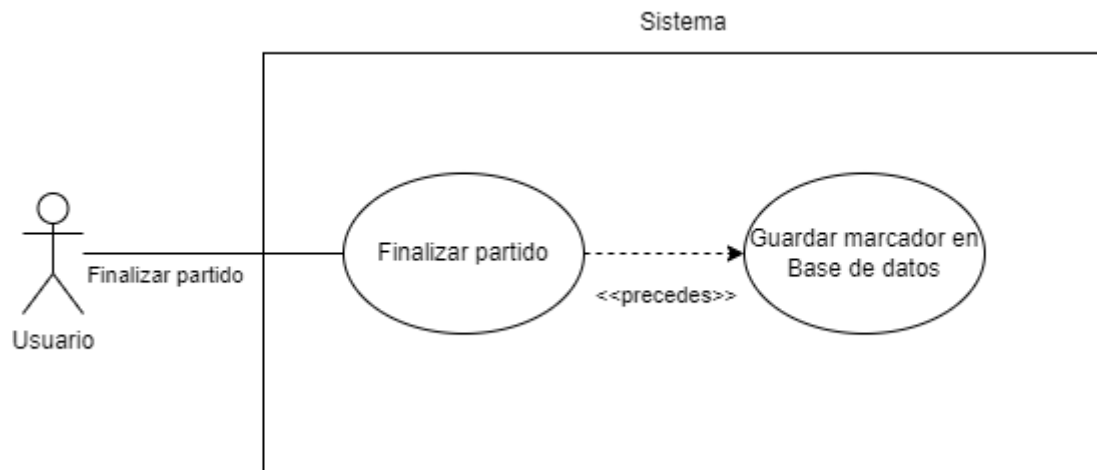 Sistema
Finalizar partido
Usuario
Finalizar partido
<<precedes>>
Guardar marcador en
Base de datos